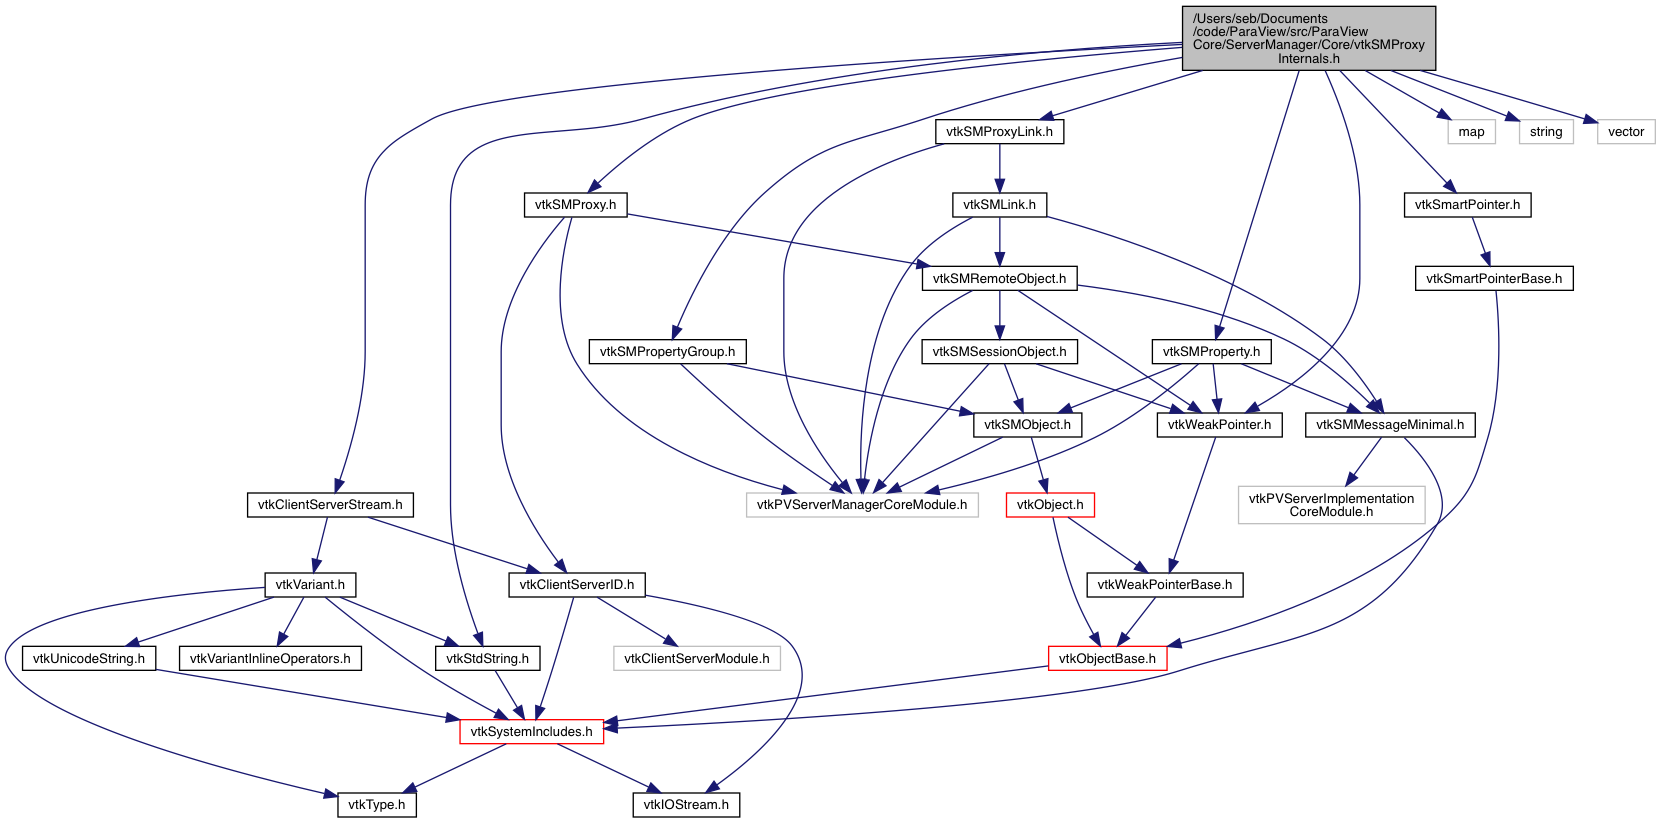 /Users/seb/Documents
/code/ParaView/src/ParaView
Core/ServerManager/Core/vtkSMProxy
Internals.h
vtkSMProxyLink.h
map
string
vector
vtkSMProxy.h
vtkSMLink.h
vtkSmartPointer.h
vtkSMRemoteObject.h
vtkSmartPointerBase.h
vtkSMPropertyGroup.h
vtkSMSessionObject.h
vtkSMProperty.h
vtkSMObject.h
vtkWeakPointer.h
vtkSMMessageMinimal.h
vtkClientServerStream.h
vtkPVServerManagerCoreModule.h
vtkObject.h
vtkPVServerImplementation
CoreModule.h
vtkVariant.h
vtkClientServerID.h
vtkWeakPointerBase.h
vtkUnicodeString.h
vtkVariantInlineOperators.h
vtkStdString.h
vtkClientServerModule.h
vtkObjectBase.h
vtkSystemIncludes.h
vtkType.h
vtkIOStream.h